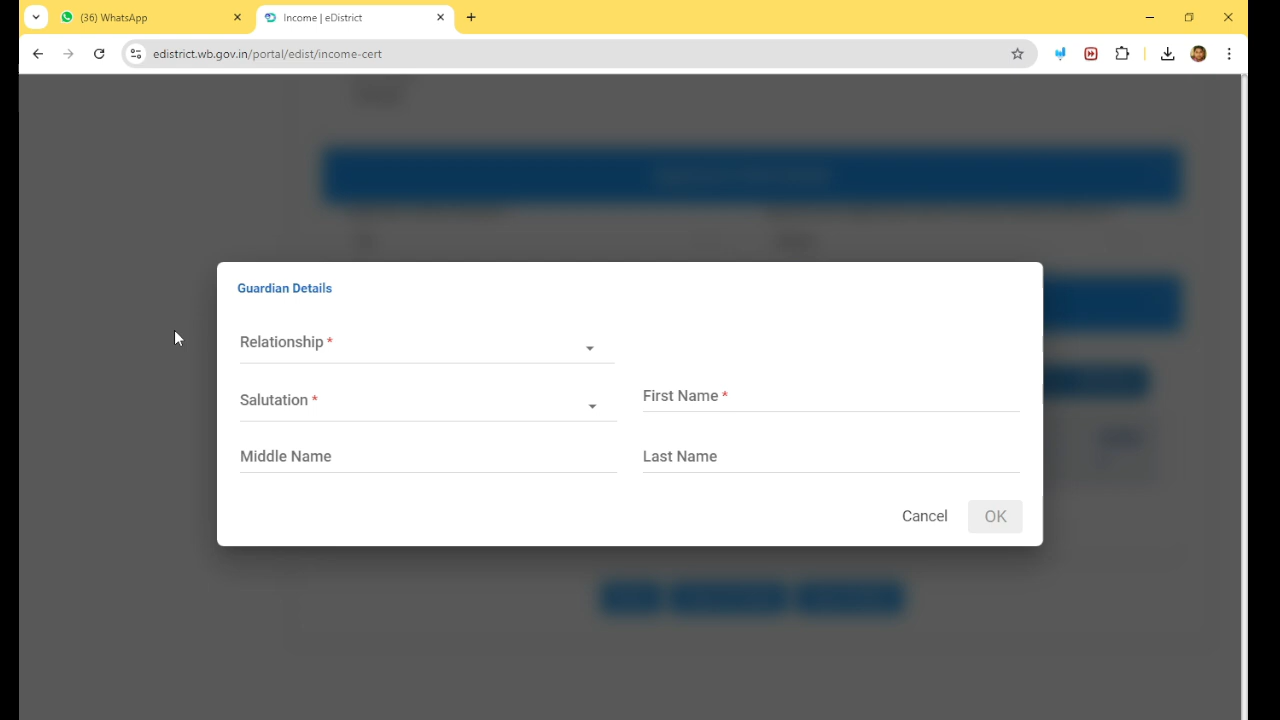 (36) WhatsApp
Income | eDistrict
edistrict.wb.gov.in/portal/edist/income-cert
Guardian Details
Relationship *
Salutation *
First Name *
Middle Name
Last Name
Cancel
OK